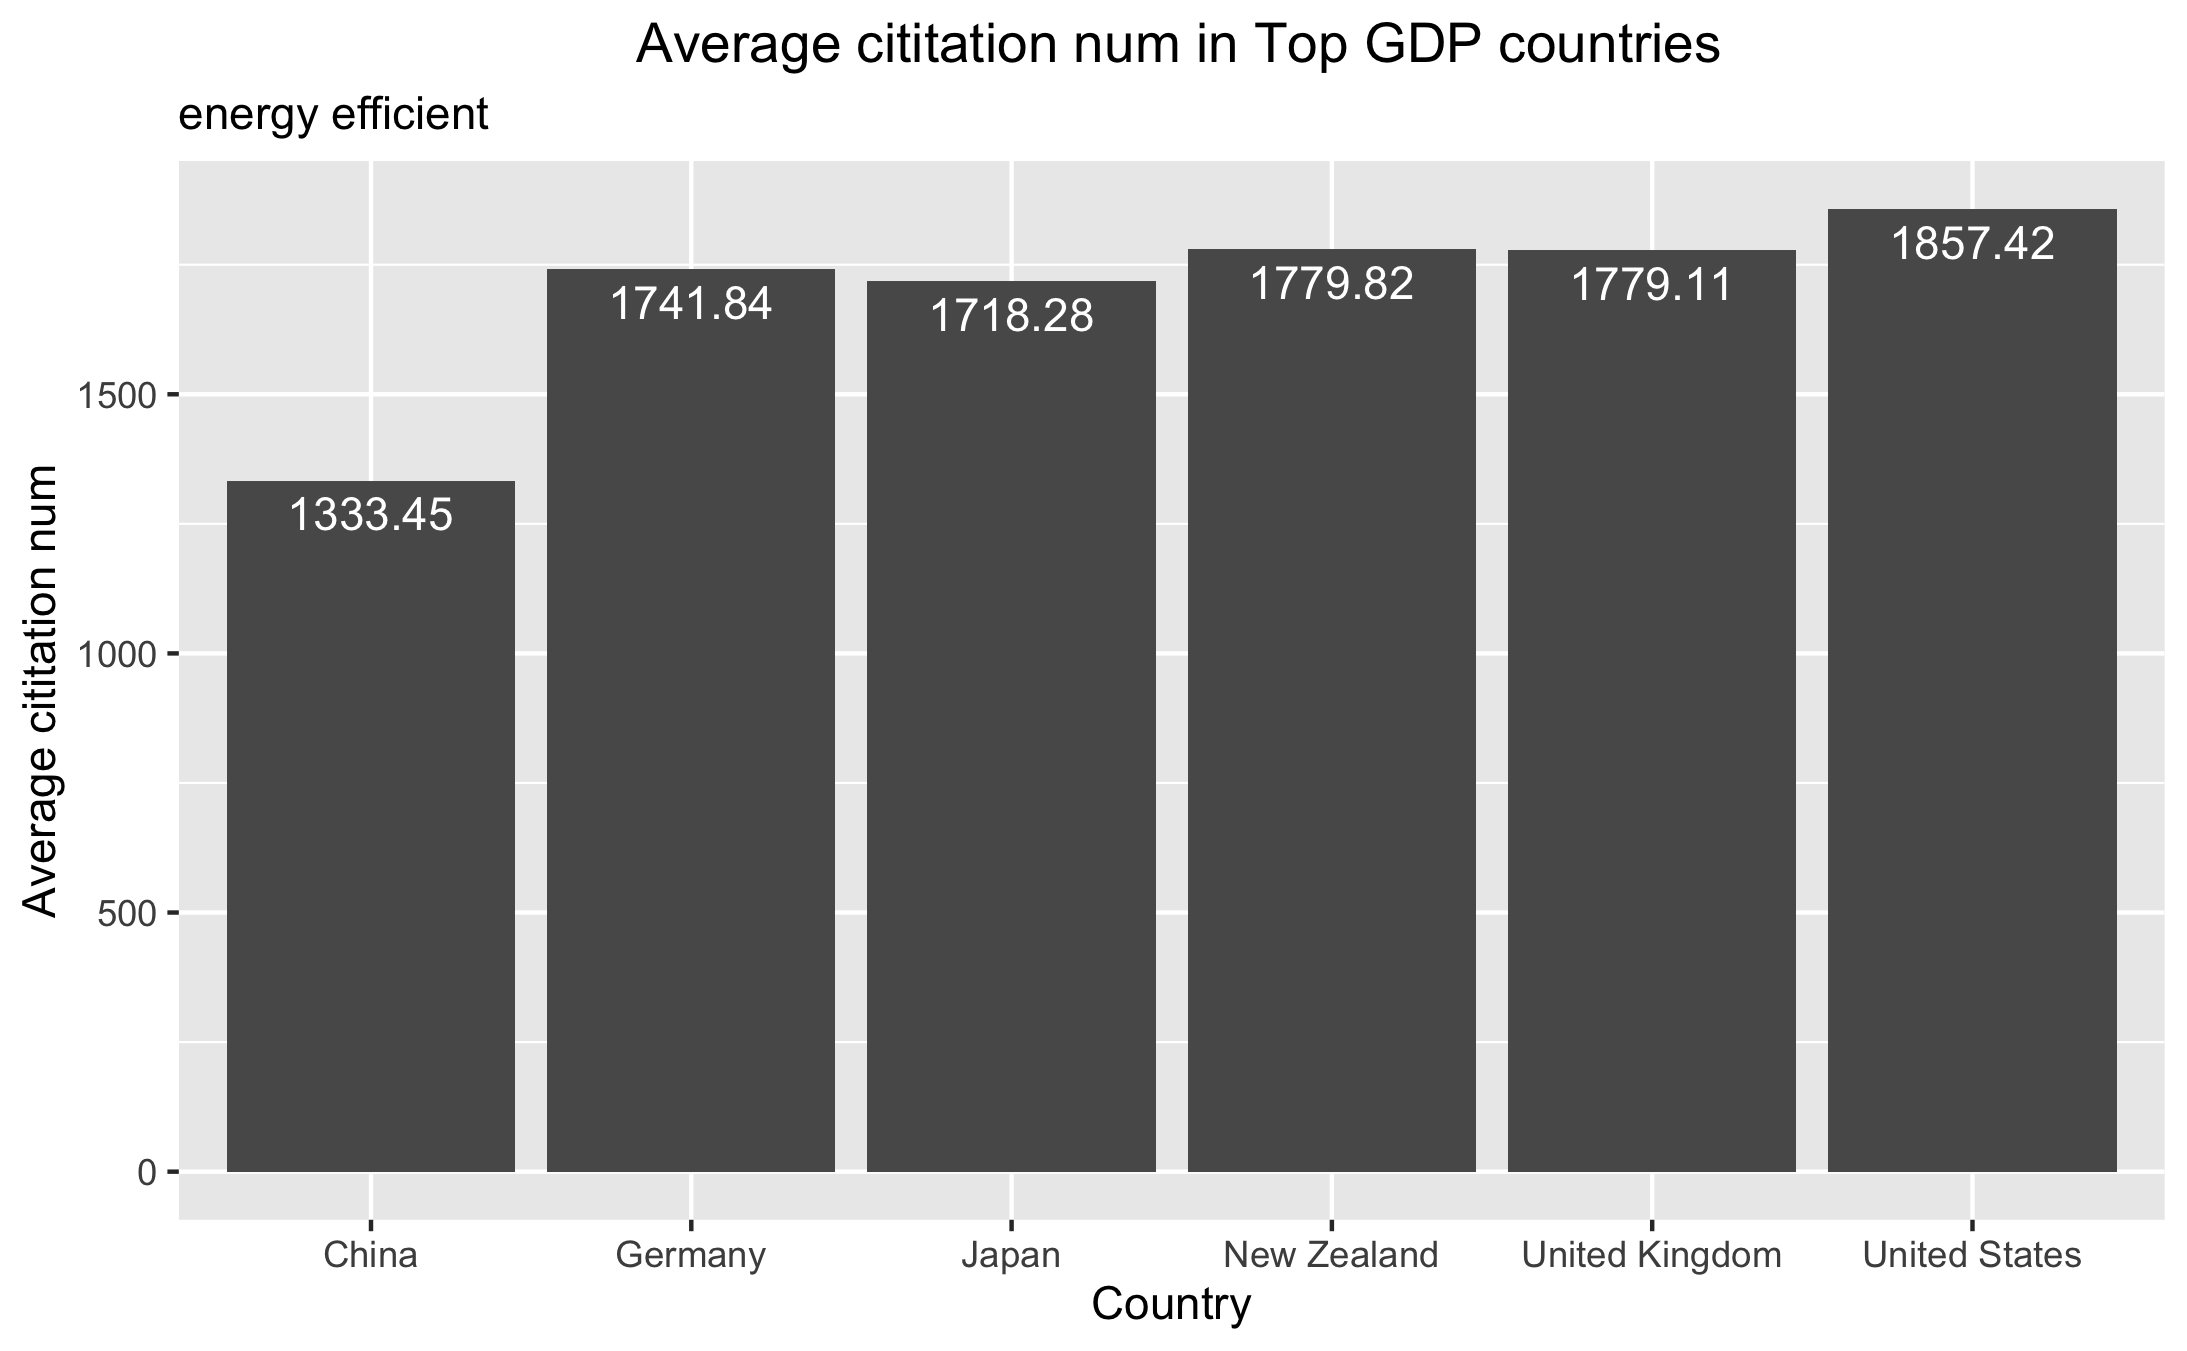 Average cititation num in Top GDP countries
energy efficient
Average cititation num
1500
1000
500
0
1333.45
1741.84
1718.28
1779.82
1779.11
1857.42
China
Germany
Japan
New Zealand
United Kingdom
United States
Country